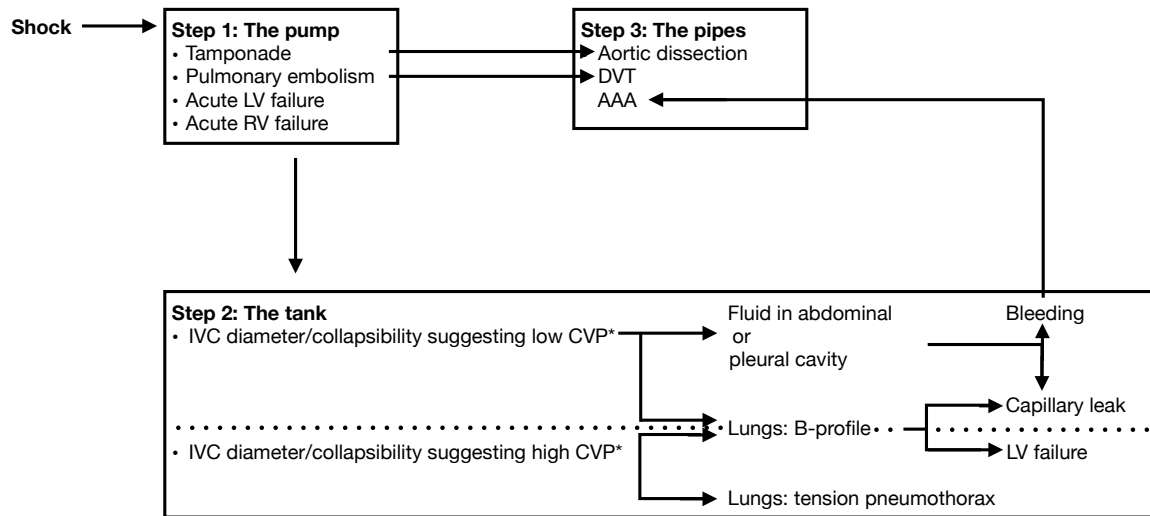 Shock
Step 1: The pump
• Tamponade
• Pulmonary embolism
• Acute LV failure
• Acute RV failure
Step 3: The pipes
Aortic dissection
DVT
AAA
Step 2: The tank
• IVC diameter/collapsibility suggesting low CVP*
Fluid in abdominal
or
pleural cavity
Bleeding
Capillary leak
Lungs: B-profile
• IVC diameter/collapsibility suggesting high CVP*
LV failure
Lungs: tension pneumothorax